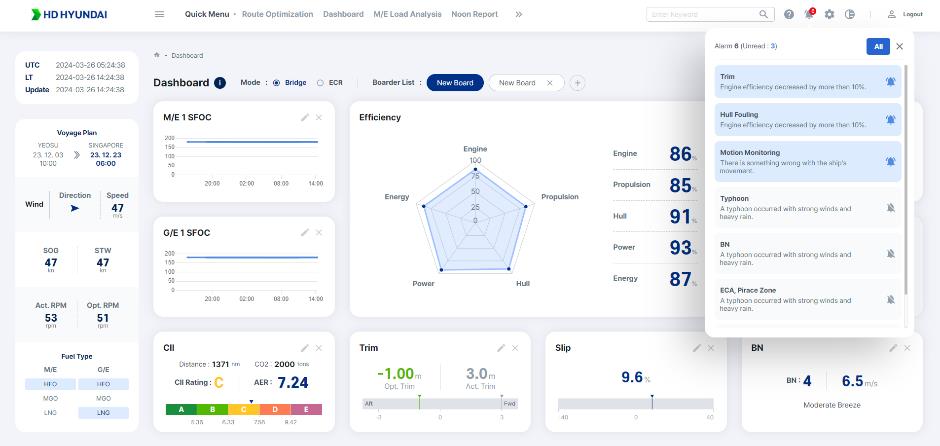 HD HYUNDAI
Quick Menu
Route Optimization
Dashboard
M/E Load Analysis
Noon Report
Enter Keyword
Logout
UTC 2024-03-26 05:24:38
LT 2024-03-26 14:24:38
Update 2024-03-26 14:24:38
Voyage Plan
YEOSU
23. 12. 03
10:00
SINGAPORE
23. 12. 23
06:00
Wind
Direction
Speed
47
m/s
SOG
47
kn
STW
47
kn
Act. RPM
53
rpm
Opt. RPM
51
rpm
Fuel Type
M/E G/E
HFO HFO
MGO MGO
LNG LNG
Dashboard
Dashboard
Mode : Bridge ECR
Boarder List : New Board New Board
M/E 1 SFOC
200
150
100
50
0
20:00 02:00 08:00 14:00
G/E 1 SFOC
200
150
100
50
0
20:00 02:00 08:00 14:00
Efficiency
Engine
100
75
50
25
0
Energy
Propulsion
Power
Hull
Engine 86
Propulsion 85
Hull 91
Power 93
Energy 87
Alarm 6 (Unread : 3)
All
Trim
Engine efficiency decreased by more than 10%.
Hull Fouling
Engine efficiency decreased by more than 10%.
Motion Monitoring
There is something wrong with the ship's
movement.
Typhoon
A typhoon occurred with strong winds and
heavy rain.
BN
A typhoon occurred with strong winds and
heavy rain.
ECA, Pirace Zone
A typhoon occurred with strong winds and
heavy rain.
CII
Distance : 1371 nm CO2 : 2000 tons
CII Rating : C AER : 7.24
A B C D E
6.33 9.42
Trim
-1.00 m
Opt. Trim
3.0 m
Act. Trim
Aft Fwd
0
Slip
9.6 %
40 0 40
BN
BN : 4
6.5 m/s
Moderate Breeze